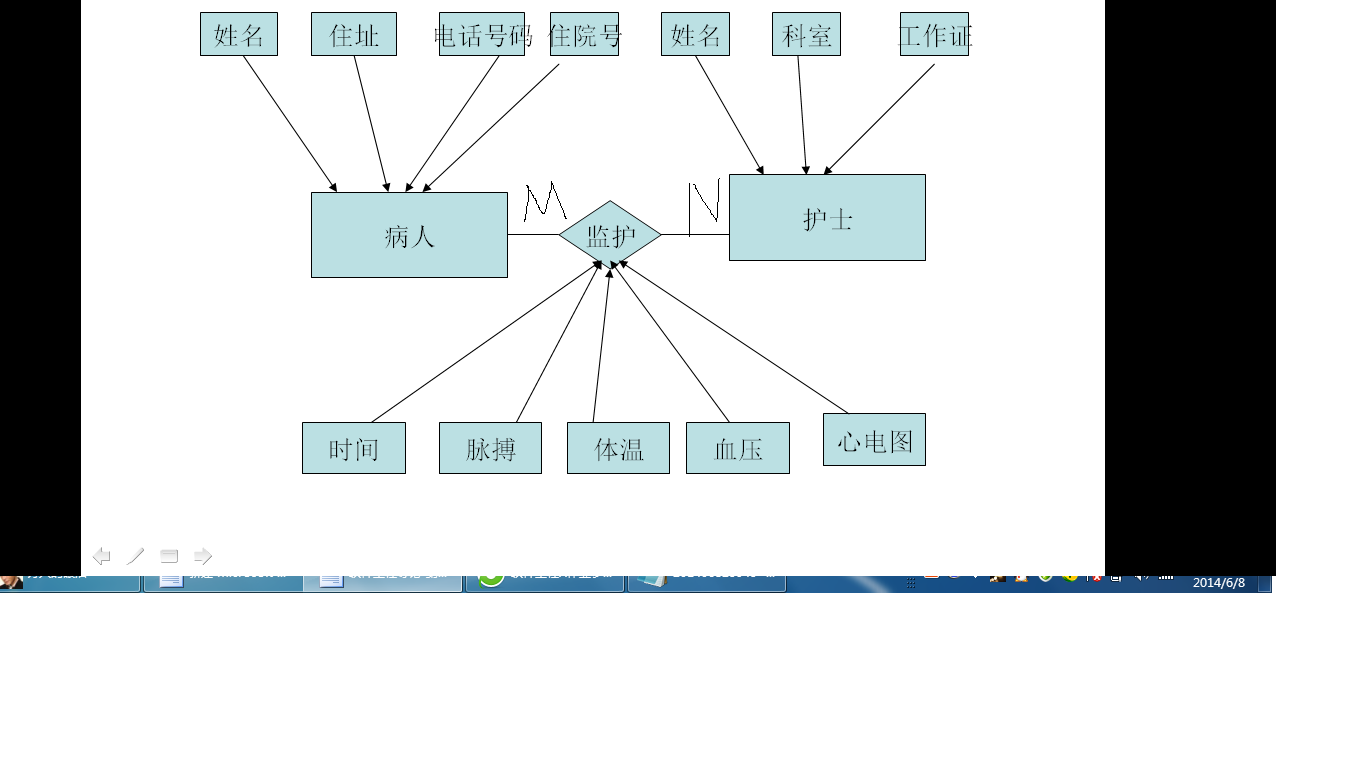 姓名
住址
电话号码
住院号
姓名
科室
工作证
M
N
病人
监护
护士
时间
脉搏
体温
血压
心电图
2014/6/8